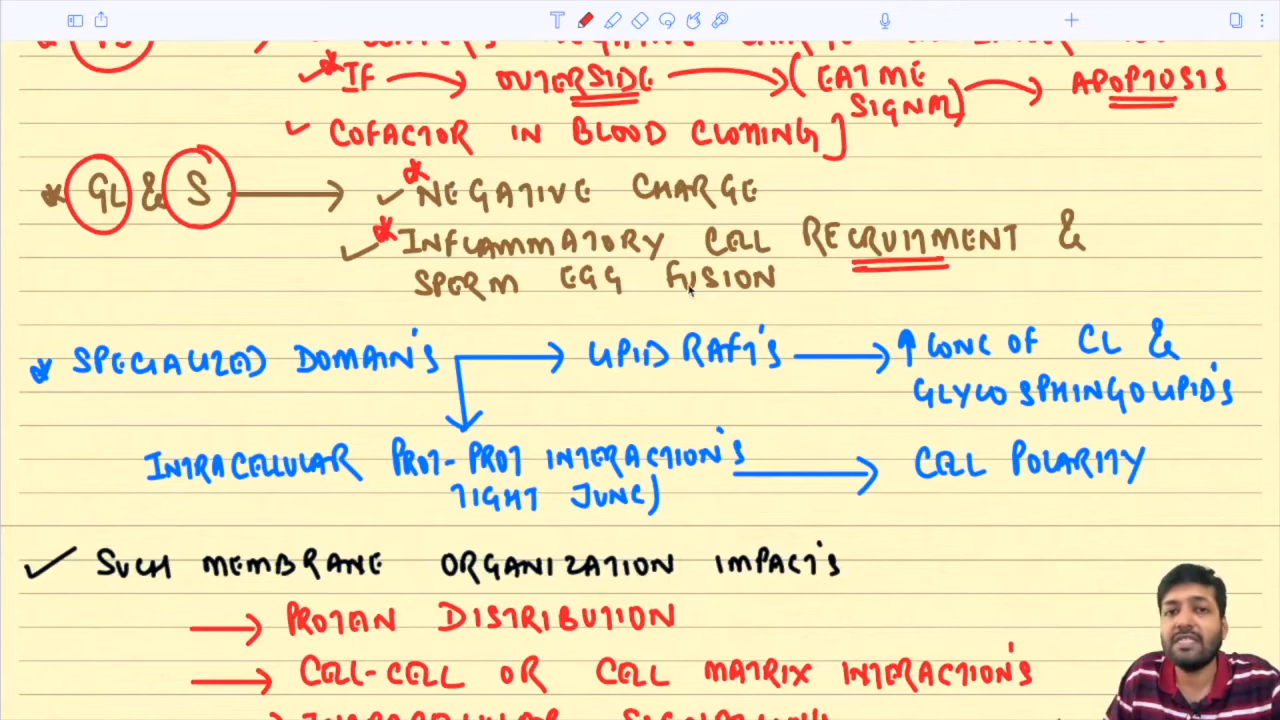 IF → OUTERSIDE → (EAT ME SIGNAL) → APOPTOSIS
✓ COFACTOR IN BLOOD CLOTTING]
* GL & S → ✓* NEGATIVE CHARGE
✓* INFLAMMATORY CELL RECRUITMENT &
SPERM EGG FUSION
* SPECIALIZED DOMAIN'S → LIPID RAFT'S → ↑ CONC OF CL &
GLYCOSPHINGOLIPID'S
INTRACELLULAR PROT-PROT INTERACTION'S → CELL POLARITY
TIGHT JUNC)
✓ SUCH MEMBRANE ORGANIZATION IMPACT'S
→ PROTEIN DISTRIBUTION
→ CELL-CELL OR CELL MATRIX INTERACTION'S